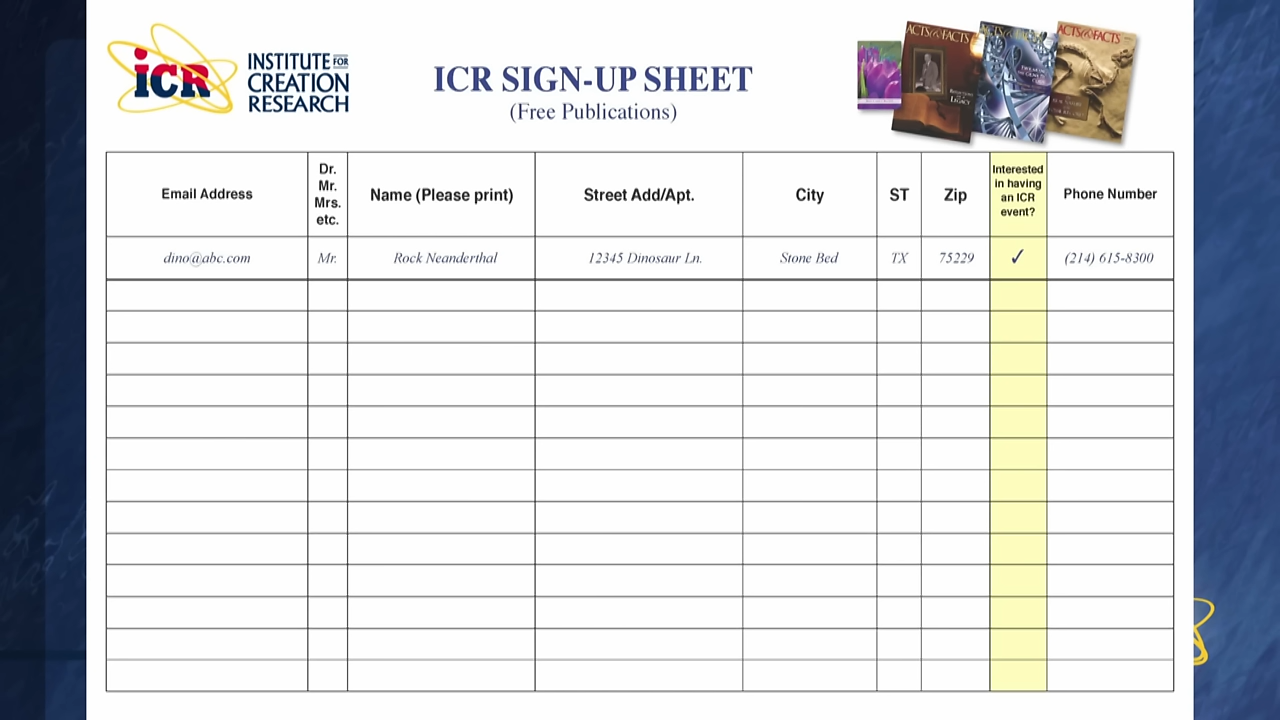 iCR
INSTITUTE FOR
CREATION
RESEARCH
ICR SIGN-UP SHEET
(Free Publications)
ACTS&FACTS
LEGACY
ACTS&FACTS
Email Address
Dr.
Mr.
Mrs.
etc.
Name (Please print)
Street Add/Apt.
City
ST
Zip
Interested
in having
an ICR
event?
Phone Number
dino@abc.com Mr. Rock Neanderthal 12345 Dinosaur Ln. Stone Bed TX 75229 ✓ (214) 615-8300